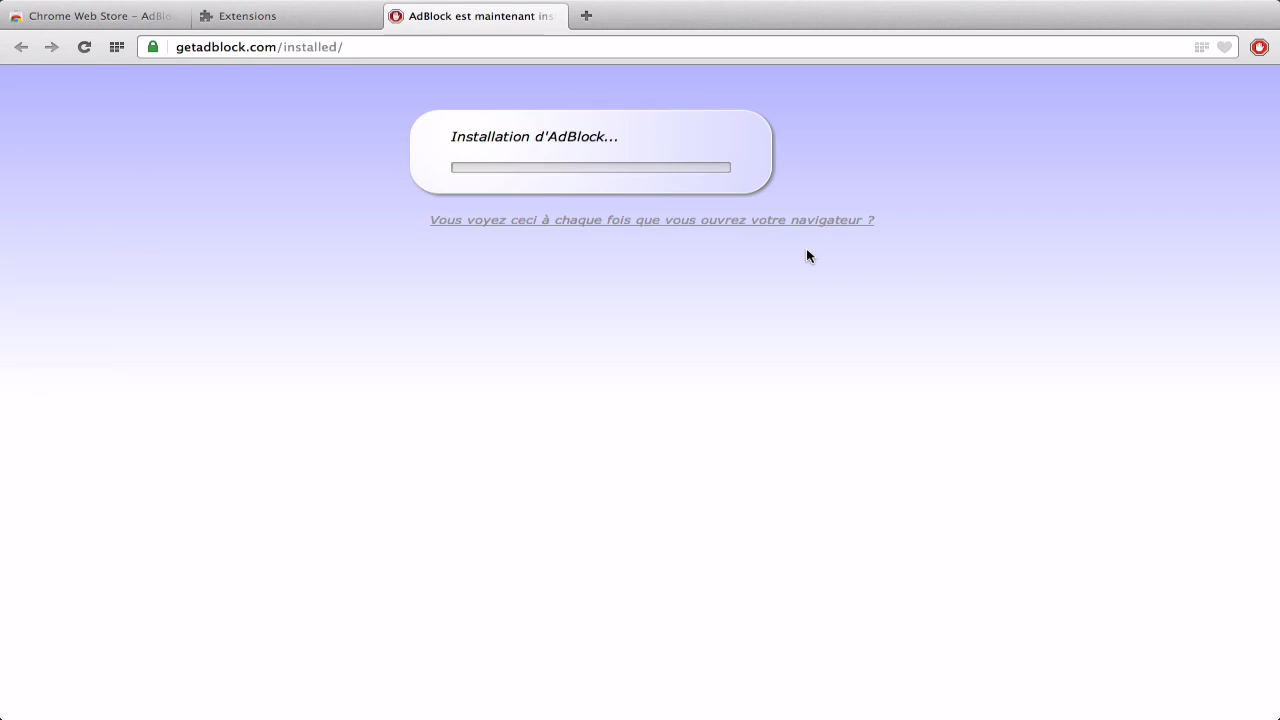 Chrome Web Store – AdBlo
Extensions
AdBlock est maintenant ins
getadblock.com/installed/
Installation d'AdBlock...
Vous voyez ceci à chaque fois que vous ouvrez votre navigateur ?